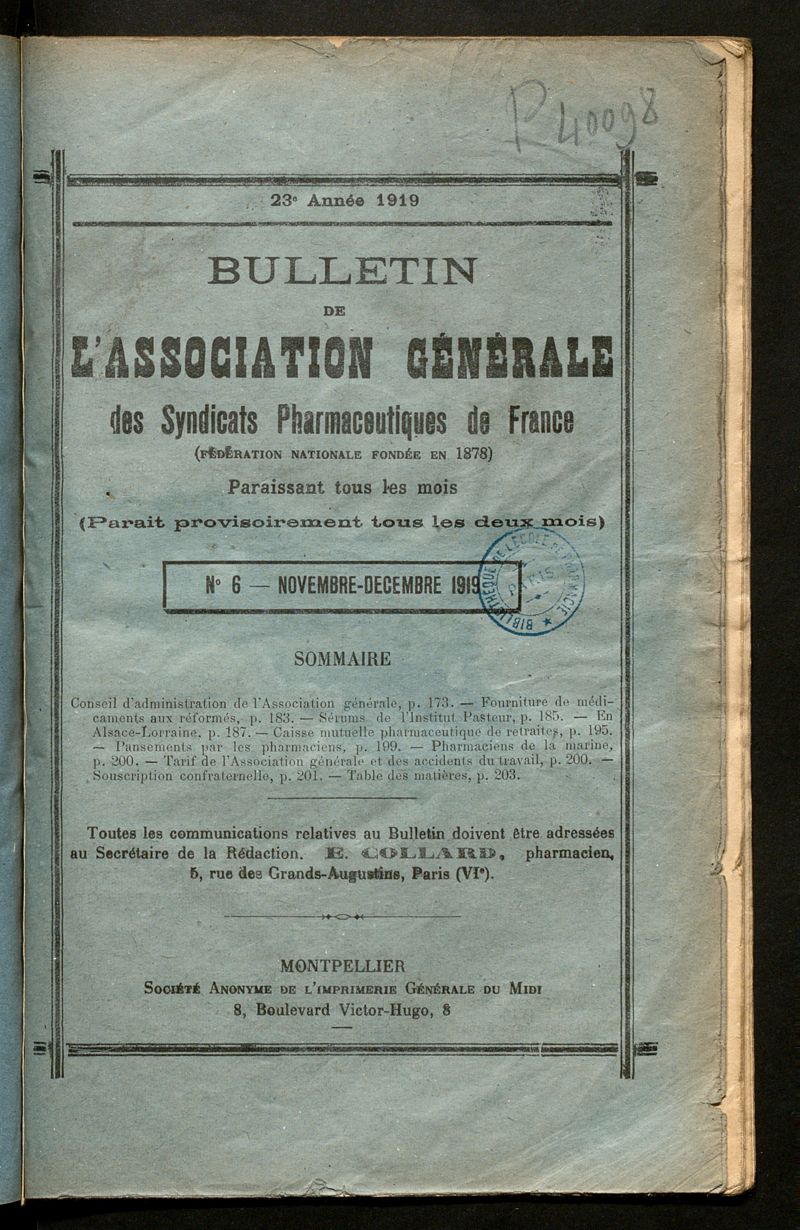 P 40098
23e Année 1919
BULLETIN
DE
L'ASSOCIATION GÉNÉRALE
des Syndicats Pharmaceutiques de France
(FÉDÉRATION NATIONALE FONDÉE EN 1878)
Paraissant tous les mois
(Parait provisoirement tous les deux mois)
N° 6 — NOVEMBRE-DECEMBRE 1919
BIBLIOTHÈQUE DE L'ÉCOLE DE PHARMACIE
PARIS
SOMMAIRE
Conseil d'administration de l'Association générale, p. 173. — Fourniture de médi-
caments aux réformés, p. 183. — Sérums de l'Institut Pasteur, p. 185. — En
Alsace-Lorraine, p. 187. — Caisse mutuelle pharmaceutique de retraites, p. 195.
— Pansements par les pharmaciens, p. 199. — Pharmaciens de la marine,
p. 200. — Tarif de l'Association générale et des accidents du travail, p. 200. —
Souscription confraternelle, p. 201. — Table des matières, p. 203.
Toutes les communications relatives au Bulletin doivent être adressées
au Secrétaire de la Rédaction. E. COLLARD, pharmacien,
5, rue des Grands-Augustins, Paris (VIe).
MONTPELLIER
SOCIÉTÉ ANONYME DE L'IMPRIMERIE GÉNÉRALE DU MIDI
8, Boulevard Victor-Hugo, 8